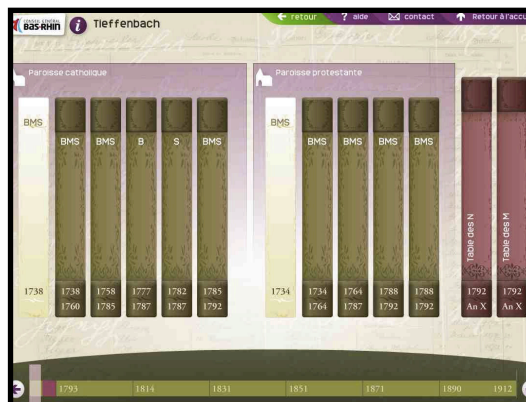 CONSEIL GÉNÉRAL
BAS-RHIN
i Tieffenbach
retour
? aide
contact
Retour à l'accu
Paroisse catholique
BMS
1738
BMS
1738
1760
BMS
1758
1785
B
1777
1787
S
1782
1787
BMS
1785
1792
Paroisse protestante
BMS
1734
BMS
1734
1764
BMS
1764
1787
BMS
1788
1792
BMS
1788
1792
Table des N
1792
An X
Table des M
1792
An X
1793
1814
1831
1851
1871
1890
1912